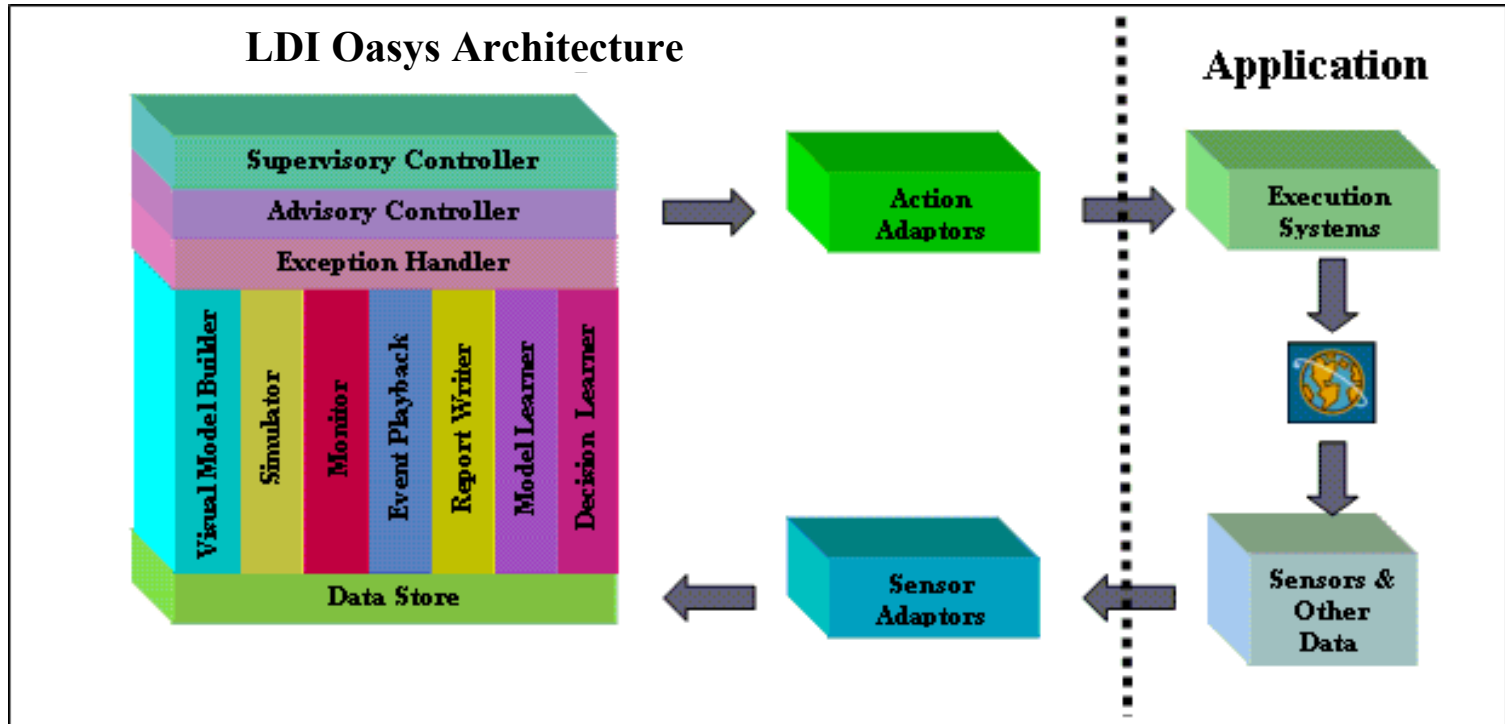 LDI Oasys Architecture
Application
Supervisory Controller
Advisory Controller
Exception Handler
Visual Model Builder
Simulator
Monitor
Event Playback
Report Writer
Model Learner
Decision Learner
Data Store
Action
Adaptors
Execution
Systems
Sensor
Adaptors
Sensors &
Other
Data